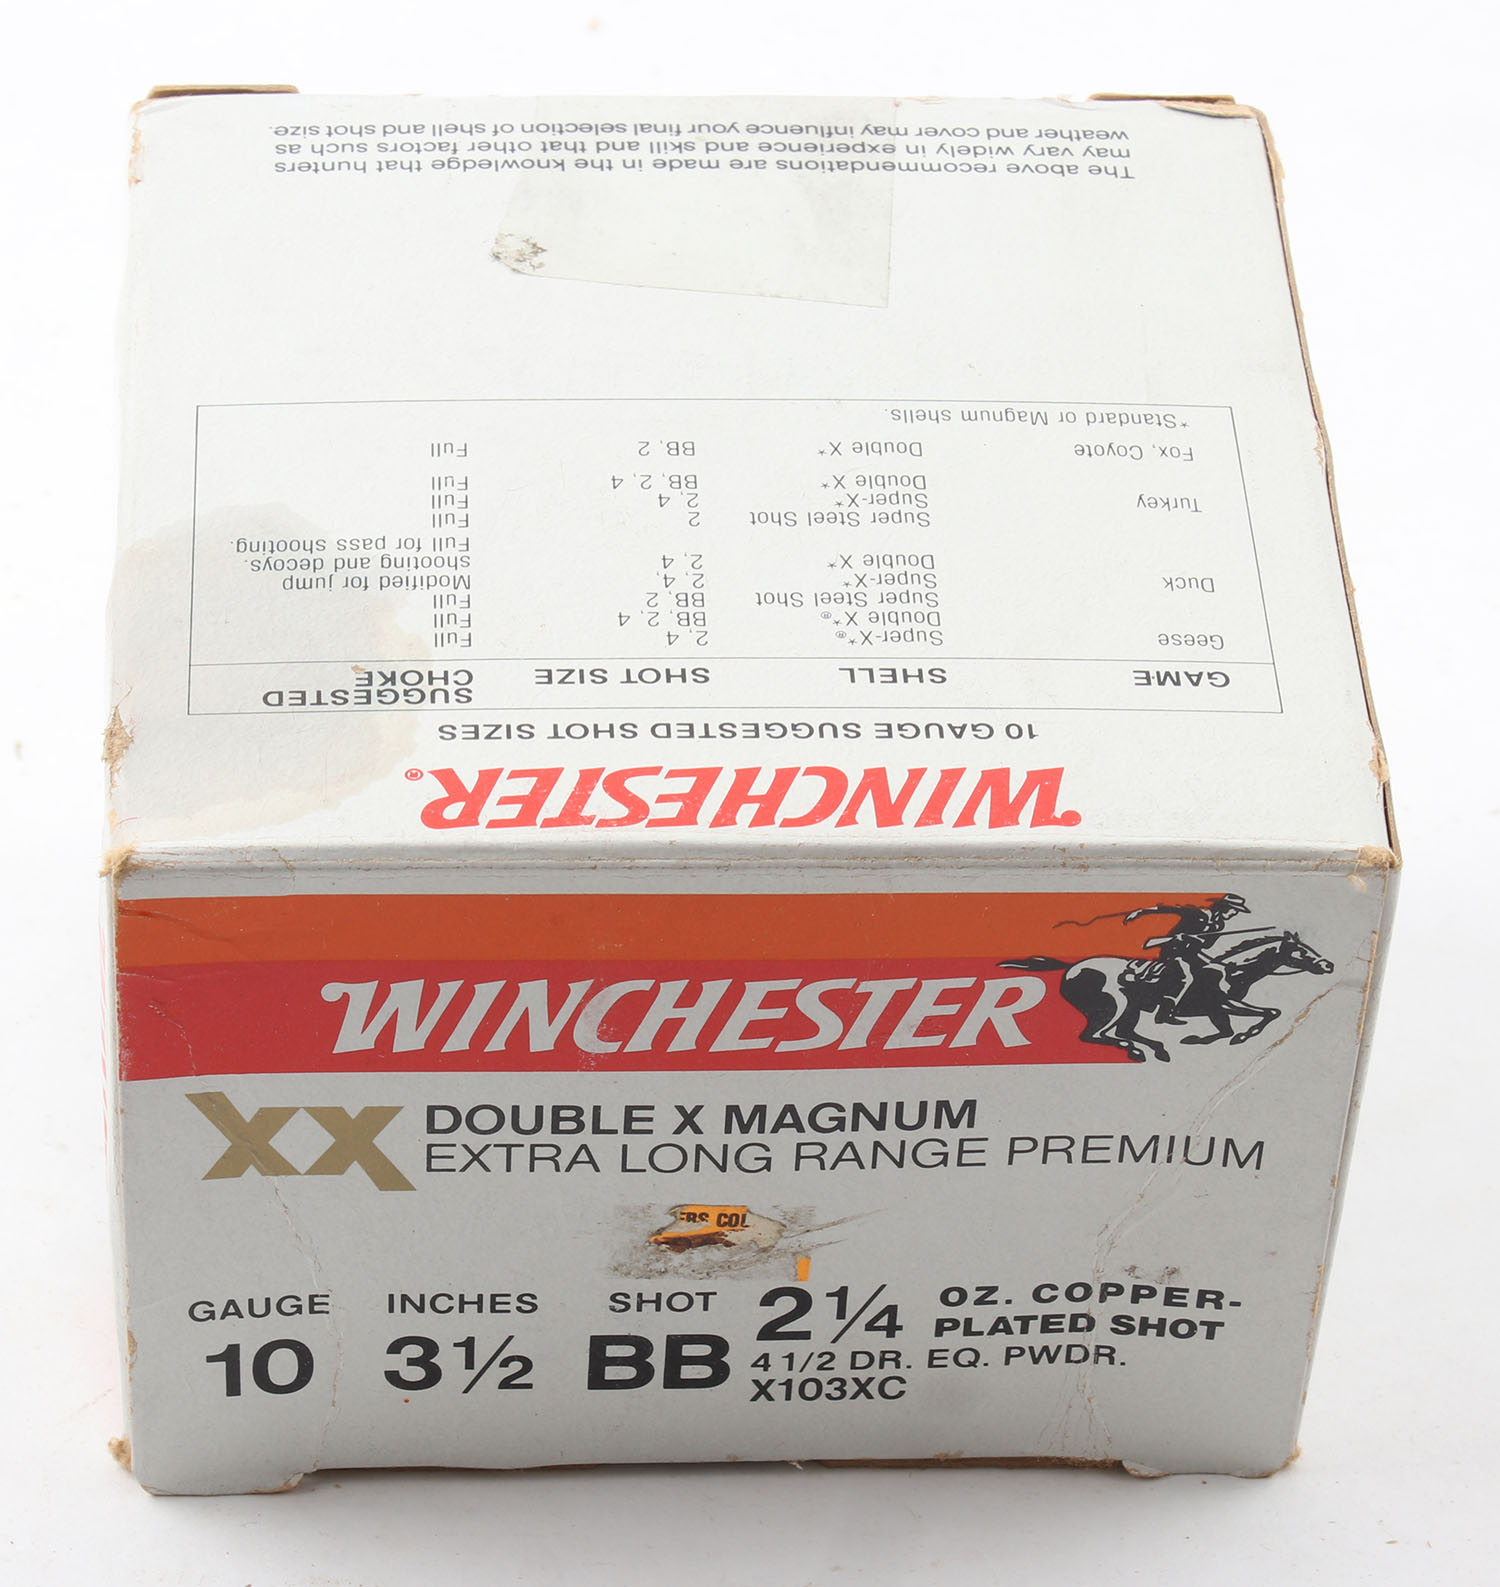 WINCHESTER®
10 GAUGE SUGGESTED SHOT SIZES
GAME SHELL SHOT SIZE SUGGESTED
CHOKE
Geese Super-X*® 2, 4 Full
Double X*® BB, 2, 4 Full
Super Steel Shot BB, 2 Full
Duck Super-X* 2, 4, Modified for jump
Double X* 2, 4 shooting and decoys.
Full for pass shooting.
Super Steel Shot 2 Full
Turkey Super-X* 2, 4 Full
Double X* BB, 2, 4 Full
Fox, Coyote Double X* BB, 2 Full
*Standard or Magnum shells.
The above recommendations are made in the knowledge that hunters
may vary widely in experience and skill and that other factors such as
weather and cover may influence your final selection of shell and shot size.
WINCHESTER
XX DOUBLE X MAGNUM
EXTRA LONG RANGE PREMIUM
ERS COL
GAUGE INCHES SHOT 2 1/4 OZ. COPPER-
PLATED SHOT
10 3 1/2 BB 4 1/2 DR. EQ. PWDR.
X103XC